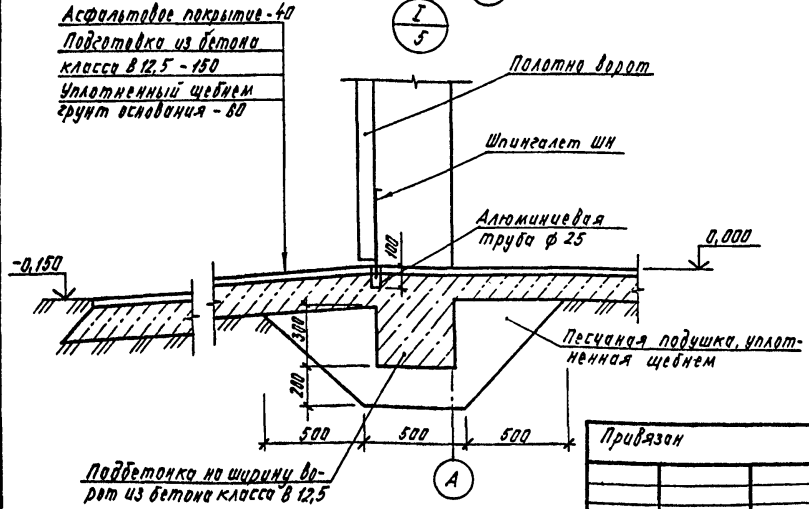 Асфальтовое покрытие-40
Подготовка из бетона
класса В 12,5 - 150
Уплотненный щебнем
грунт основания - 60
I
5
Полотно ворот
Шпингалет ШН
Алюминиевая
труба ф 25
100
0,000
-0,150
300
200
Песчаная подушка, уплот-
ненная щебнем
500
500
500
Подбетонка на ширину во-
рот из бетона класса В 12,5
А
Привязан